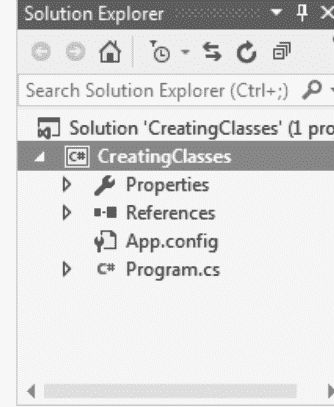 Solution Explorer
Search Solution Explorer (Ctrl+;)
Solution 'CreatingClasses' (1 pro
C# CreatingClasses
Properties
References
App.config
C# Program.cs